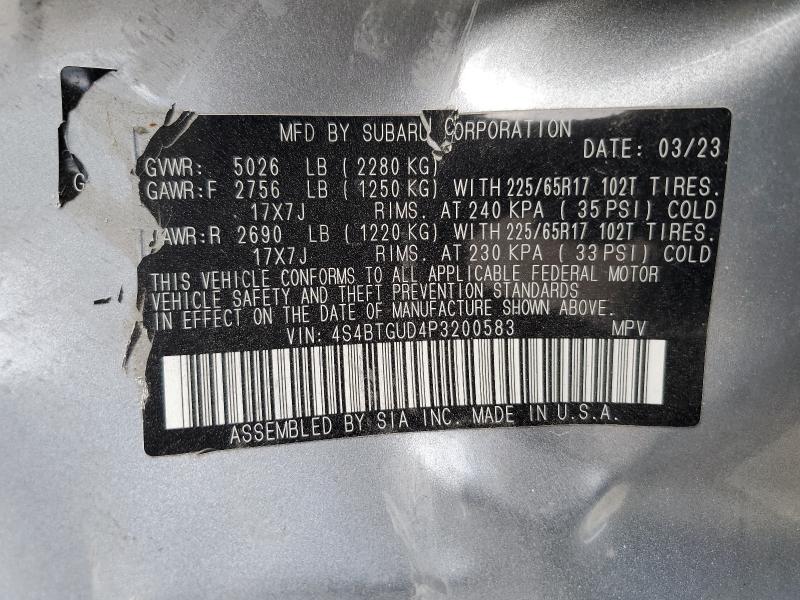 MFD BY SUBARU CORPORATION
DATE: 03/23
GVWR: 5026 LB (2280 KG)
GAWR:F 2756 LB (1250 KG) WITH 225/65R17 102T TIRES.
17X7J RIMS. AT 240 KPA (35 PSI) COLD
GAWR:R 2690 LB (1220 KG) WITH 225/65R17 102T TIRES.
17X7J RIMS. AT 230 KPA (33 PSI) COLD
THIS VEHICLE CONFORMS TO ALL APPLICABLE FEDERAL MOTOR
VEHICLE SAFETY AND THEFT PREVENTION STANDARDS
IN EFFECT ON THE DATE OF MANUFACTURE SHOWN ABOVE.
VIN: 4S4BTGUD4P3200583 MPV
ASSEMBLED BY SIA INC. MADE IN U.S.A.